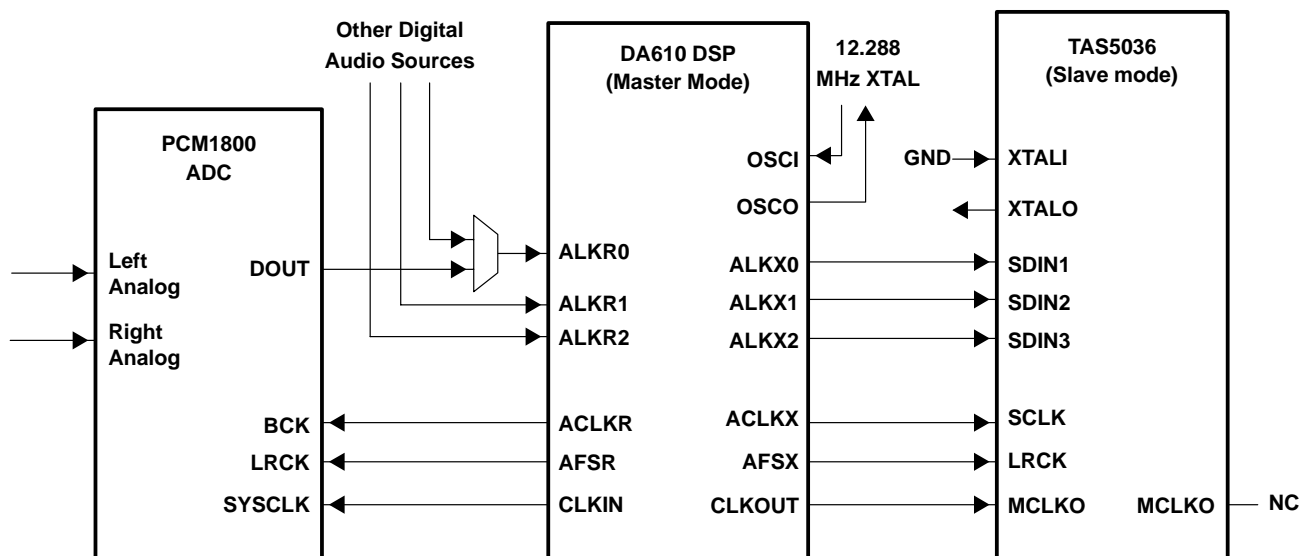 Other Digital
Audio Sources
PCM1800
ADC
Left
Analog
Right
Analog
DOUT
BCK
LRCK
SYSCLK
DA610 DSP
(Master Mode)
ALKR0
ALKR1
ALKR2
ACLKR
AFSR
CLKIN
OSCI
OSCO
ALKX0
ALKX1
ALKX2
ACLKX
AFSX
CLKOUT
12.288
MHz XTAL
GND
TAS5036
(Slave mode)
XTALI
XTALO
SDIN1
SDIN2
SDIN3
SCLK
LRCK
MCLKO
MCLKO
NC